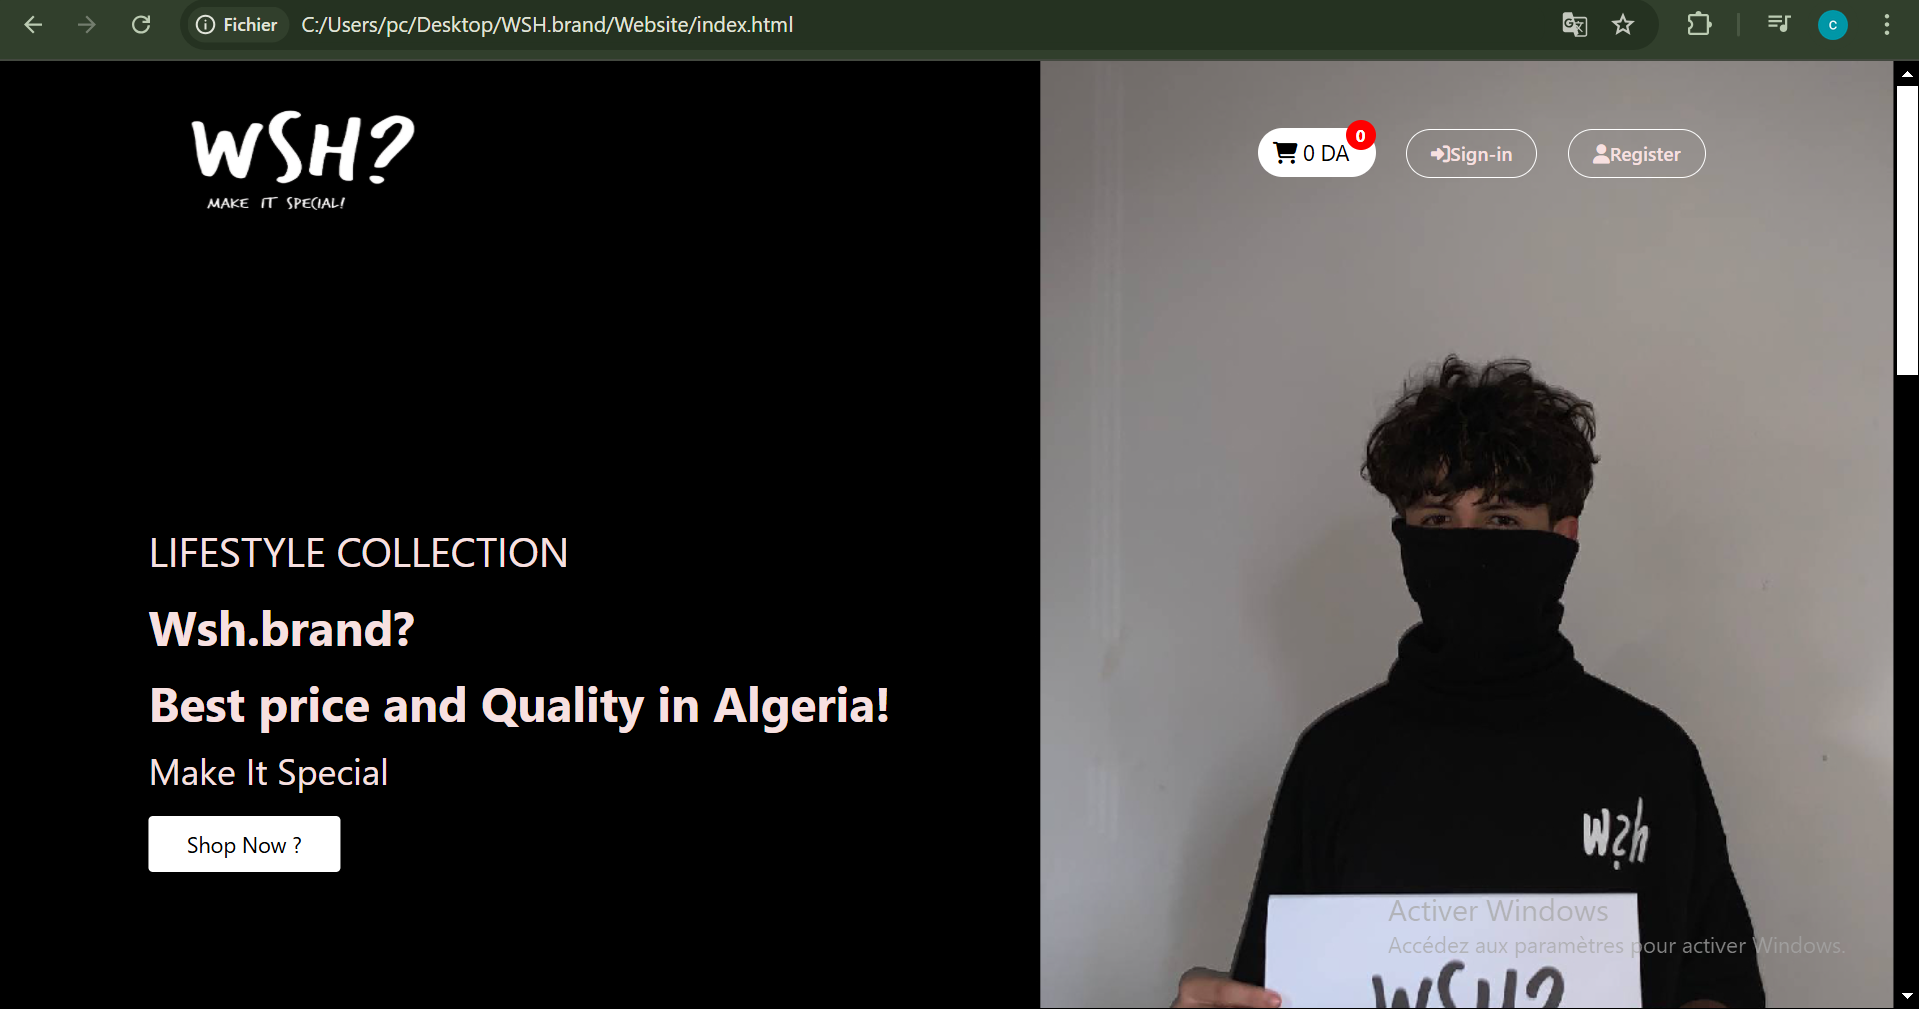 Fichier C:/Users/pc/Desktop/WSH.brand/Website/index.html
C
WSH?
MAKE IT SPECIAL!
0
0 DA
Sign-in
Register
LIFESTYLE COLLECTION
Wsh.brand?
Best price and Quality in Algeria!
Make It Special
Shop Now ?
wsh
Activer Windows
Accédez aux paramètres pour activer Windows.
WSH?